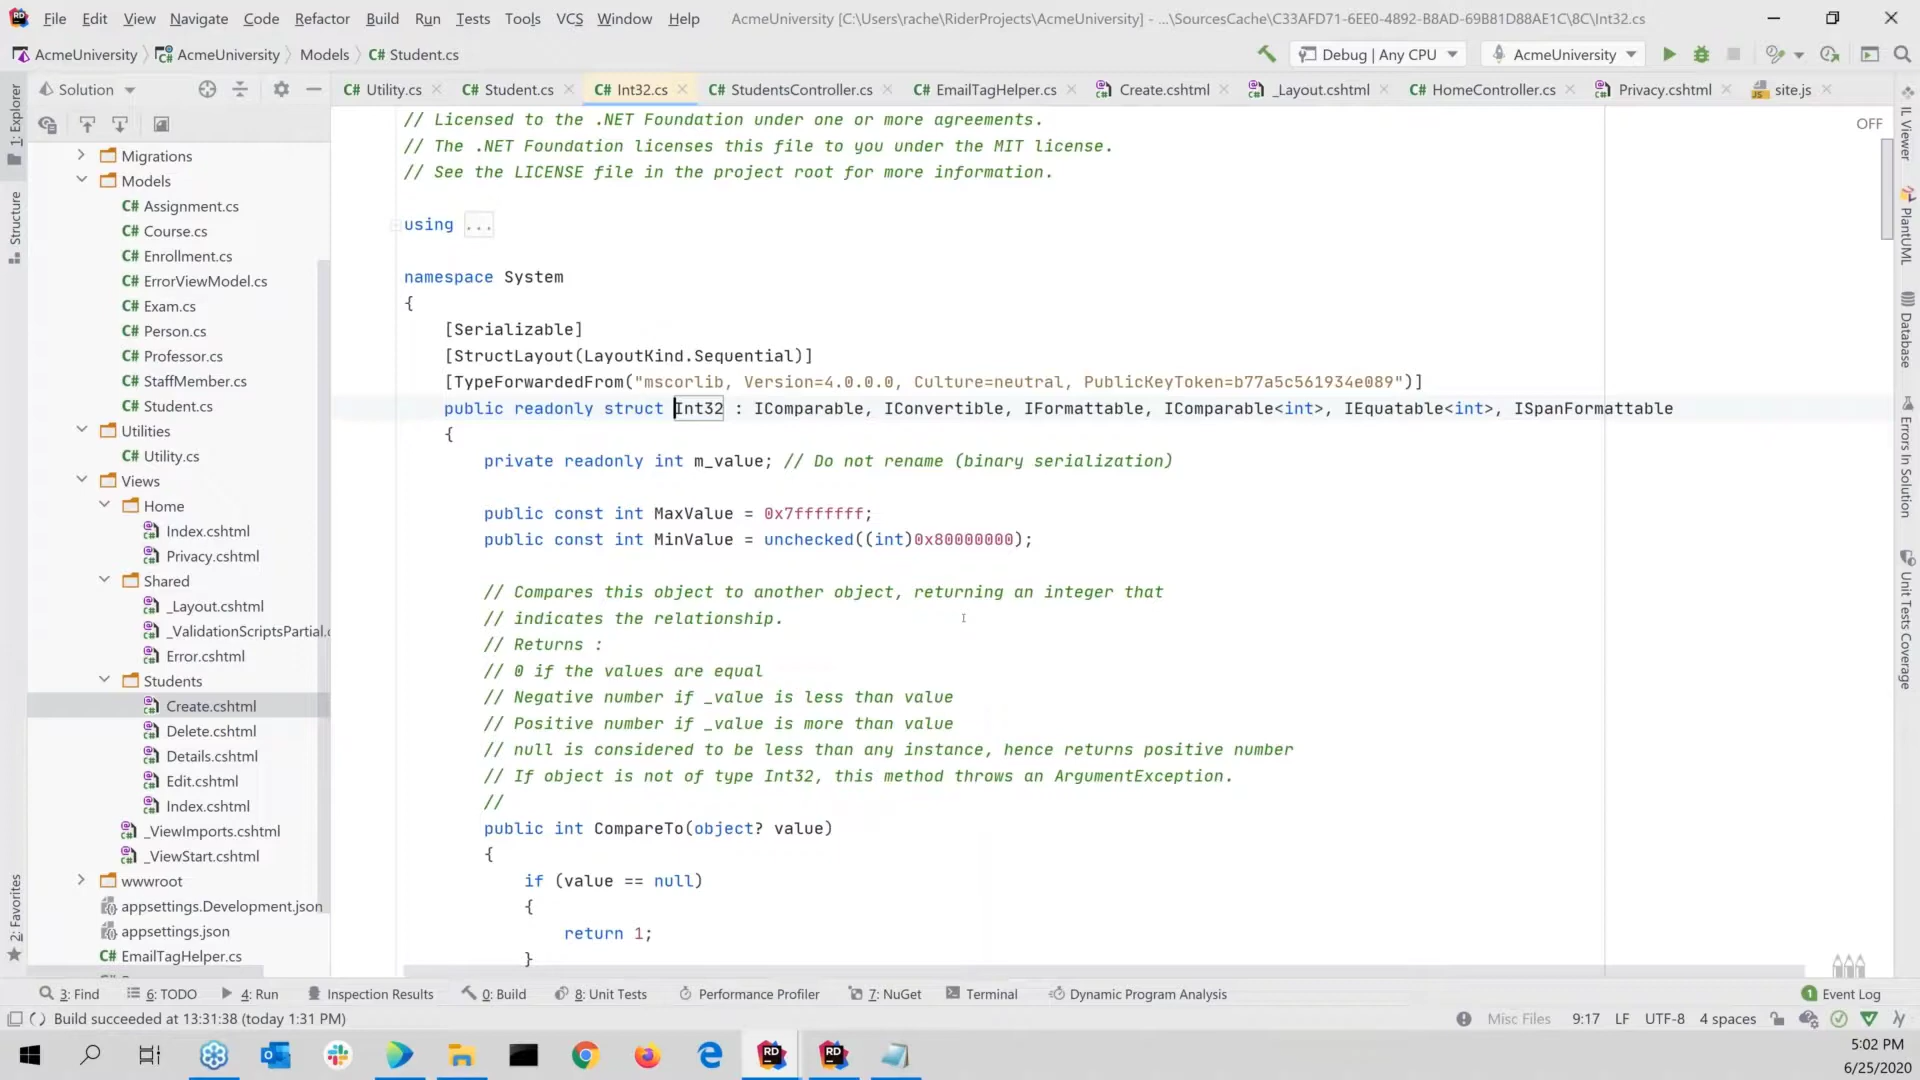 File Edit View Navigate Code Refactor Build Run Tests Tools VCS Window Help AcmeUniversity [C:\Users\rache\RiderProjects\AcmeUniversity] - ...\SourcesCache\C33AFD71-6EE0-4892-B8AD-69B81D88AE1C\8C\Int32.cs
AcmeUniversity AcmeUniversity Models C# Student.cs Debug | Any CPU AcmeUniversity
Solution
C# Utility.cs C# Student.cs C# Int32.cs C# StudentsController.cs C# EmailTagHelper.cs Create.cshtml _Layout.cshtml C# HomeController.cs Privacy.cshtml site.js
1: Explorer
Structure
2: Favorites
Migrations
Models
C# Assignment.cs
C# Course.cs
C# Enrollment.cs
C# ErrorViewModel.cs
C# Exam.cs
C# Person.cs
C# Professor.cs
C# StaffMember.cs
C# Student.cs
Utilities
C# Utility.cs
Views
Home
Index.cshtml
Privacy.cshtml
Shared
_Layout.cshtml
_ValidationScriptsPartial.c
Error.cshtml
Students
Create.cshtml
Delete.cshtml
Details.cshtml
Edit.cshtml
Index.cshtml
_ViewImports.cshtml
_ViewStart.cshtml
wwwroot
appsettings.Development.json
appsettings.json
C# EmailTagHelper.cs
OFF
// Licensed to the .NET Foundation under one or more agreements.
// The .NET Foundation licenses this file to you under the MIT license.
// See the LICENSE file in the project root for more information.
using ...
namespace System
{
[Serializable]
[StructLayout(LayoutKind.Sequential)]
[TypeForwardedFrom("mscorlib, Version=4.0.0.0, Culture=neutral, PublicKeyToken=b77a5c561934e089")]
public readonly struct Int32 : IComparable, IConvertible, IFormattable, IComparable<int>, IEquatable<int>, ISpanFormattable
{
private readonly int m_value; // Do not rename (binary serialization)
public const int MaxValue = 0x7fffffff;
public const int MinValue = unchecked((int)0x80000000);
// Compares this object to another object, returning an integer that
// indicates the relationship.
// Returns :
// 0 if the values are equal
// Negative number if _value is less than value
// Positive number if _value is more than value
// null is considered to be less than any instance, hence returns positive number
// If object is not of type Int32, this method throws an ArgumentException.
//
public int CompareTo(object? value)
{
if (value == null)
{
return 1;
}
IL Viewer
PlantUML
Database
Errors In Solution
Unit Tests Coverage
3: Find 6: TODO 4: Run Inspection Results 0: Build 8: Unit Tests Performance Profiler 7: NuGet Terminal Dynamic Program Analysis 1 Event Log
Build succeeded at 13:31:38 (today 1:31 PM) Misc Files 9:17 LF UTF-8 4 spaces
5:02 PM
6/25/2020